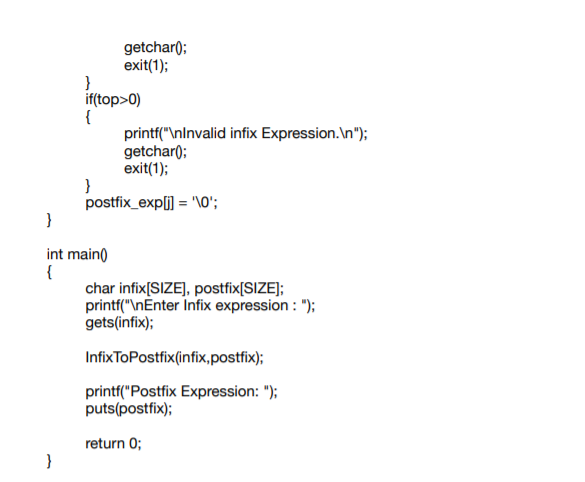 getchar();
exit(1);
}
if(top>0)
{
printf("\nInvalid infix Expression.\n");
getchar();
exit(1);
}
postfix_exp[j] = '\0';
}
int main()
{
char infix[SIZE], postfix[SIZE];
printf("\nEnter Infix expression : ");
gets(infix);
InfixToPostfix(infix,postfix);
printf("Postfix Expression: ");
puts(postfix);
return 0;
}